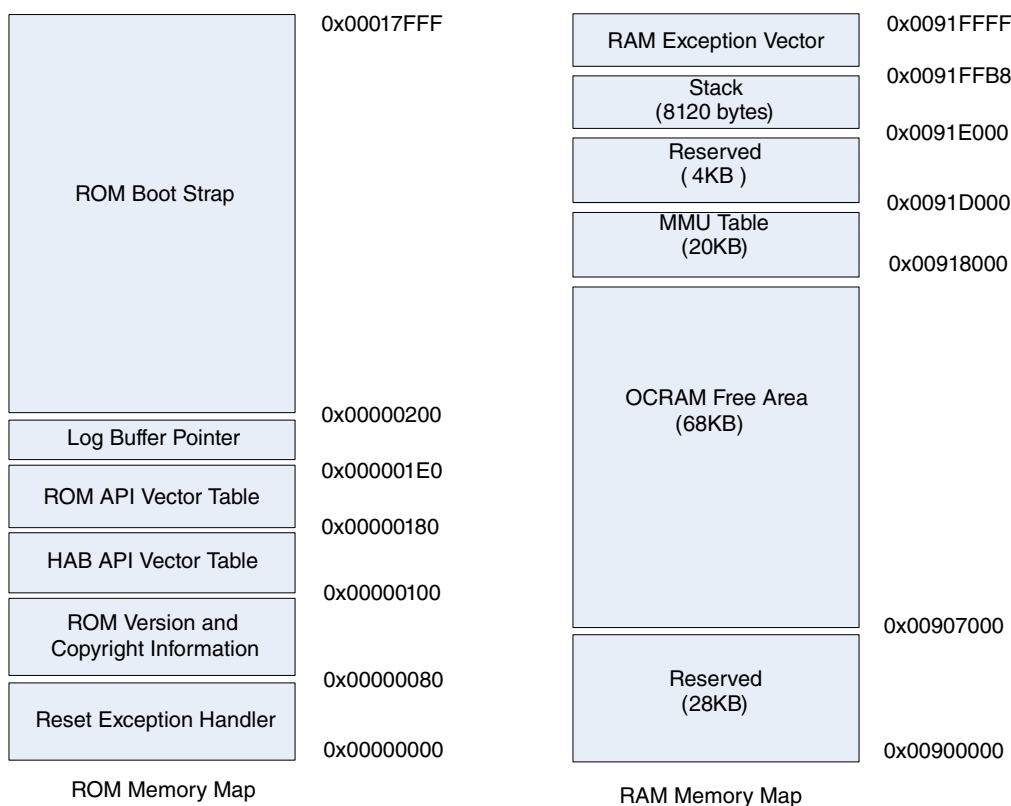 0x00017FFF
ROM Boot Strap
0x00000200
Log Buffer Pointer
0x000001E0
ROM API Vector Table
0x00000180
HAB API Vector Table
0x00000100
ROM Version and
Copyright Information
0x00000080
Reset Exception Handler
0x00000000
ROM Memory Map
0x0091FFFF
RAM Exception Vector
0x0091FFB8
Stack
(8120 bytes)
0x0091E000
Reserved
( 4KB )
0x0091D000
MMU Table
(20KB)
0x00918000
OCRAM Free Area
(68KB)
0x00907000
Reserved
(28KB)
0x00900000
RAM Memory Map